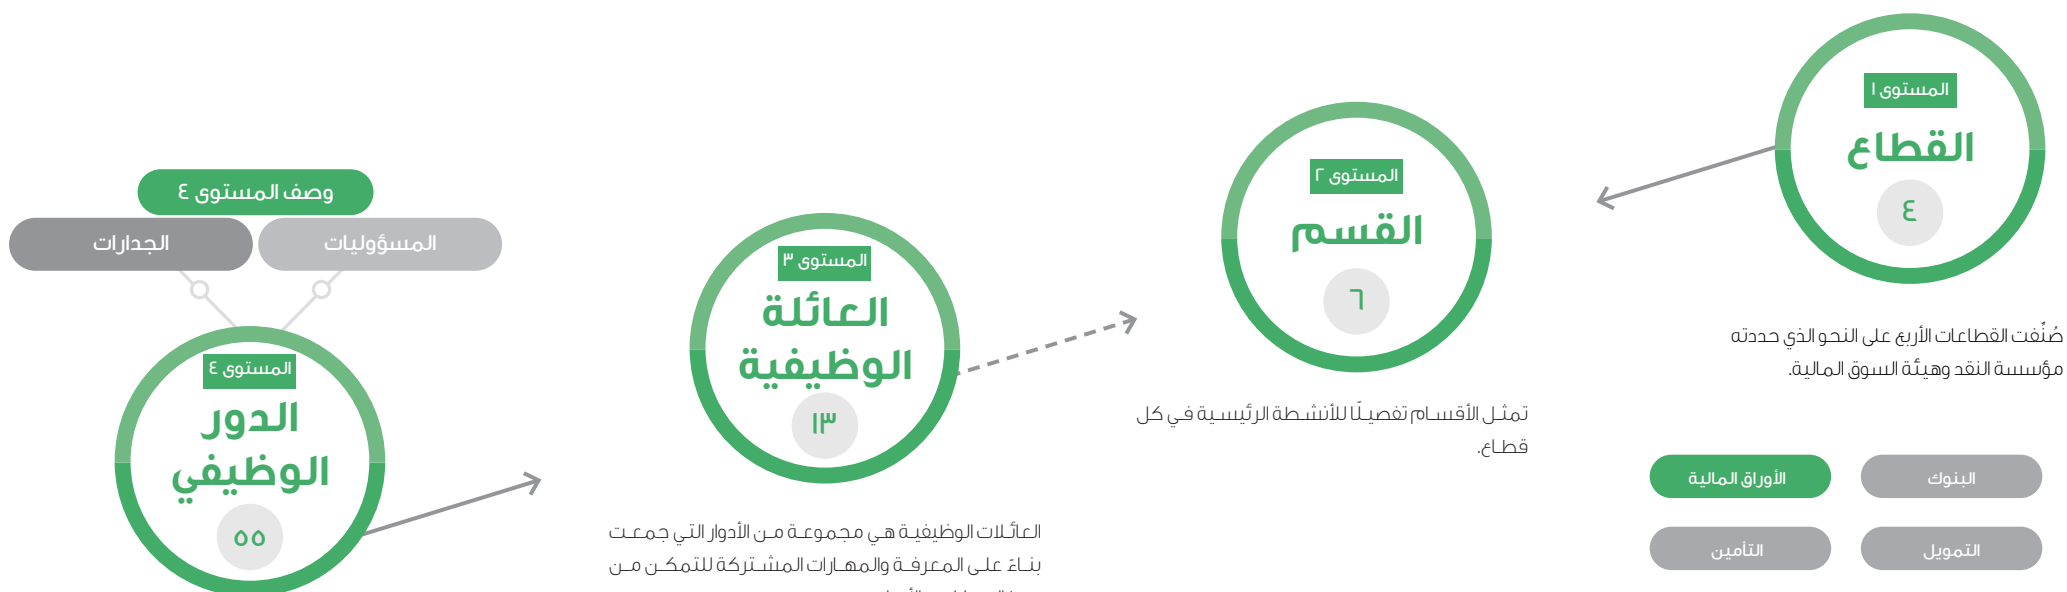 المستوى ١
القطاع
٤
صُنِّفت القطاعات الأربع على النحو الذي حددته
مؤسسة النقد وهيئة السوق المالية.
البنوك
الأوراق المالية
التمويل
التأمين
المستوى ٢
القسم
٦
تمثل الأقسام تفصيلًا للأنشطة الرئيسية في كل
قطاع.
المستوى ٣
العائلة
الوظيفية
١٣
العائلات الوظيفية هي مجموعة من الأدوار التي جمعت
بناءً على المعرفة والمهارات المشتركة للتمكن من
وصف المستوى ٤
المسؤوليات
الجدارات
المستوى ٤
الدور
الوظيفي
٥٥